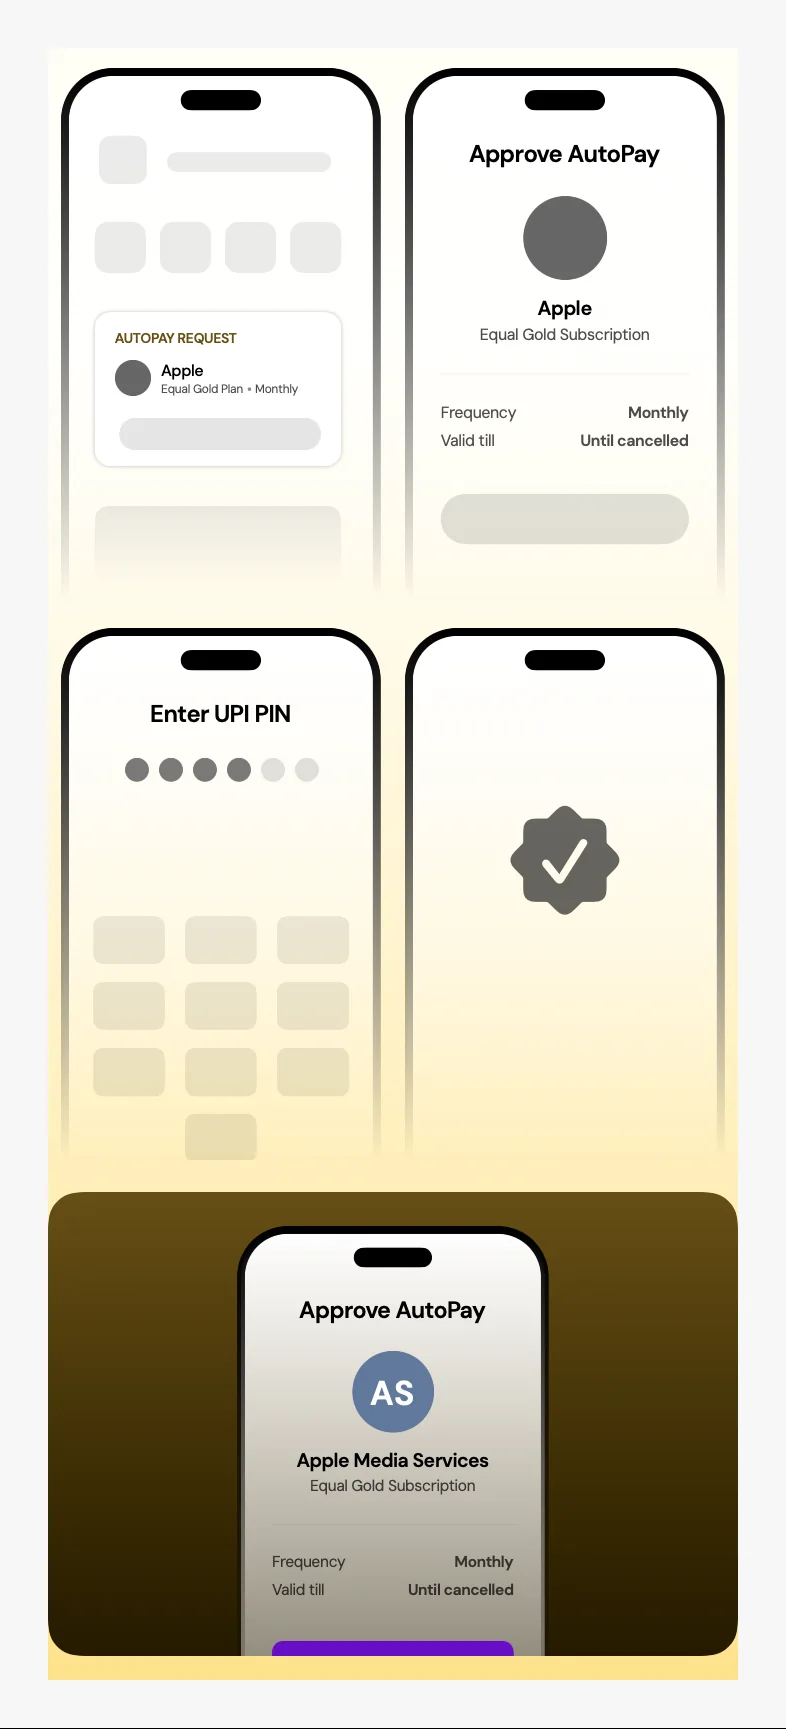 AUTOPAY REQUEST
Apple
Equal Gold Plan • Monthly
Approve AutoPay
Apple
Equal Gold Subscription
Frequency Monthly
Valid till Until cancelled
Enter UPI PIN
Approve AutoPay
AS
Apple Media Services
Equal Gold Subscription
Frequency Monthly
Valid till Until cancelled